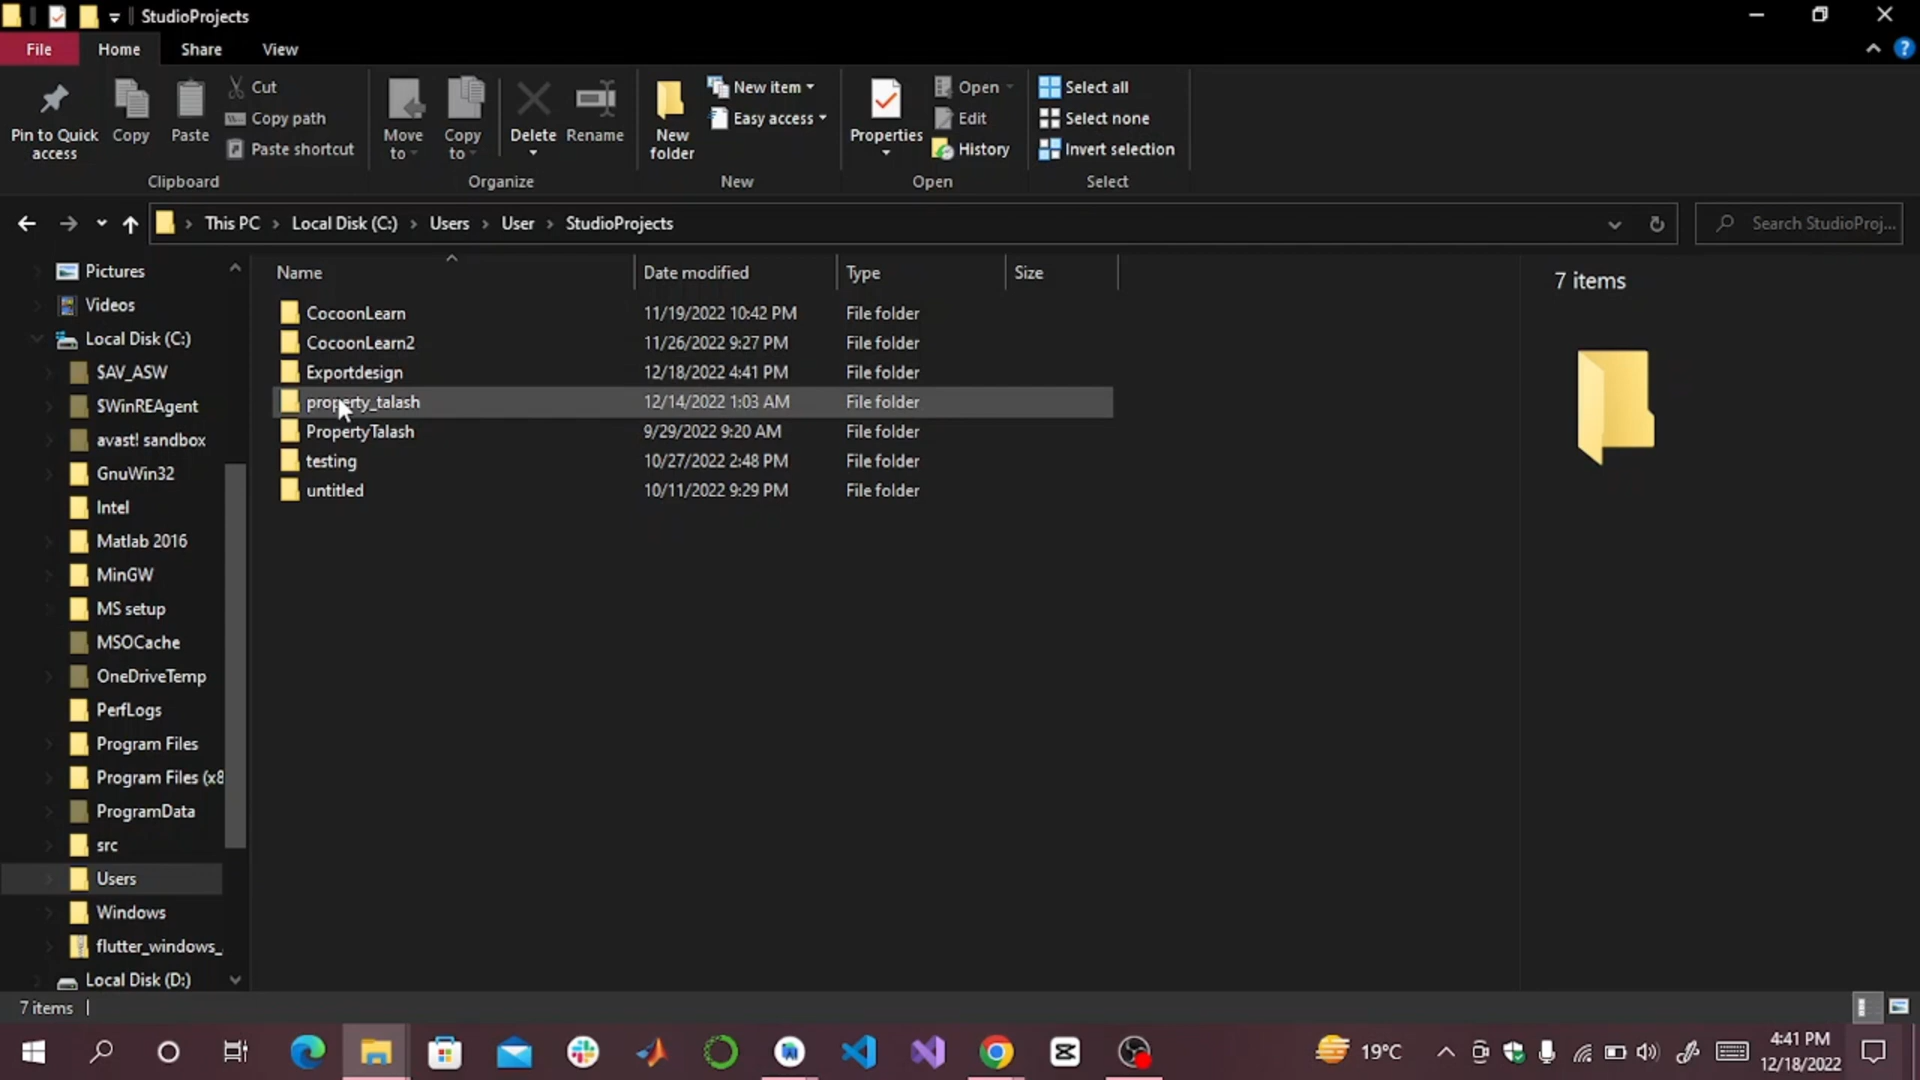 StudioProjects
File Home Share View
Pin to Quick access
Copy
Paste
Cut
Copy path
Paste shortcut
Clipboard
Move to
Copy to
Delete
Rename
Organize
New folder
New item
Easy access
New
Properties
Open
Edit
History
Open
Select all
Select none
Invert selection
Select
This PC > Local Disk (C:) > Users > User > StudioProjects
Search StudioProj...
Pictures
Videos
Local Disk (C:)
$AV_ASW
$WinREAgent
avast! sandbox
GnuWin32
Intel
Matlab 2016
MinGW
MS setup
MSOCache
OneDriveTemp
PerfLogs
Program Files
Program Files (x8
ProgramData
src
Users
Windows
flutter_windows_
Local Disk (D:)
Name Date modified Type Size
CocoonLearn 11/19/2022 10:42 PM File folder
CocoonLearn2 11/26/2022 9:27 PM File folder
Exportdesign 12/18/2022 4:41 PM File folder
property_talash 12/14/2022 1:03 AM File folder
PropertyTalash 9/29/2022 9:20 AM File folder
testing 10/27/2022 2:48 PM File folder
untitled 10/11/2022 9:29 PM File folder
7 items
7 items
19°C
4:41 PM
12/18/2022